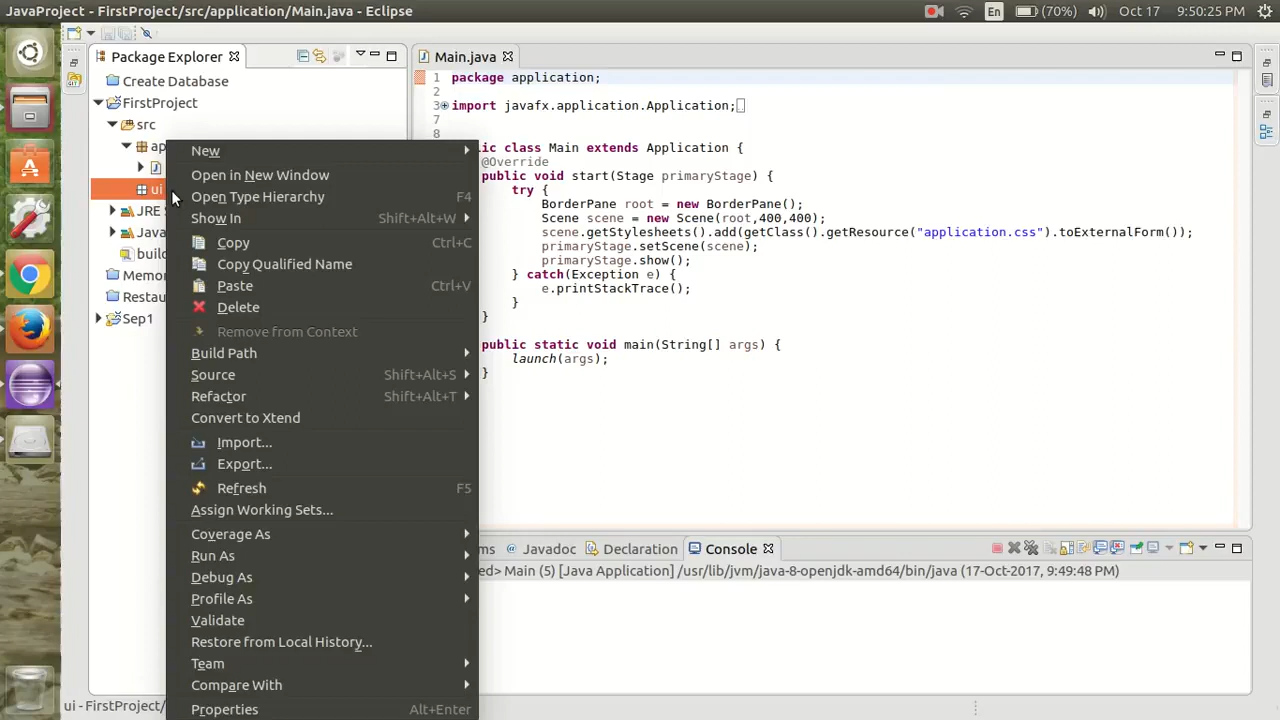 JavaProject - FirstProject/src/application/Main.java - Eclipse
En (70%) Oct 17 9:50:25
Package Explorer
Create Database
FirstProject
src
ap
ui
JRE S
Java
build
Memor
Restau
Sep1
New
Open in New Window
Open Type Hierarchy F4
Show In Shift+Alt+W
Copy Ctrl+C
Copy Qualified Name
Paste Ctrl+V
Delete
Remove from Context
Build Path
Source Shift+Alt+S
Refactor Shift+Alt+T
Convert to Xtend
Import...
Export...
Refresh F5
Assign Working Sets...
Coverage As
Run As
Debug As
Profile As
Validate
Restore from Local History...
Team
Compare With
Properties Alt+Enter
Main.java
1 package application;
2
3 import javafx.application.Application;
7
8
ic class Main extends Application {
@Override
public void start(Stage primaryStage) {
try {
BorderPane root = new BorderPane();
Scene scene = new Scene(root,400,400);
scene.getStylesheets().add(getClass().getResource("application.css").toExternalForm());
primaryStage.setScene(scene);
primaryStage.show();
} catch(Exception e) {
e.printStackTrace();
}
}
public static void main(String[] args) {
launch(args);
}
ms @ Javadoc Declaration Console
ed> Main (5) [Java Application] /usr/lib/jvm/java-8-openjdk-amd64/bin/java (17-Oct-2017, 9:49:48 PM)
ui - FirstProject/